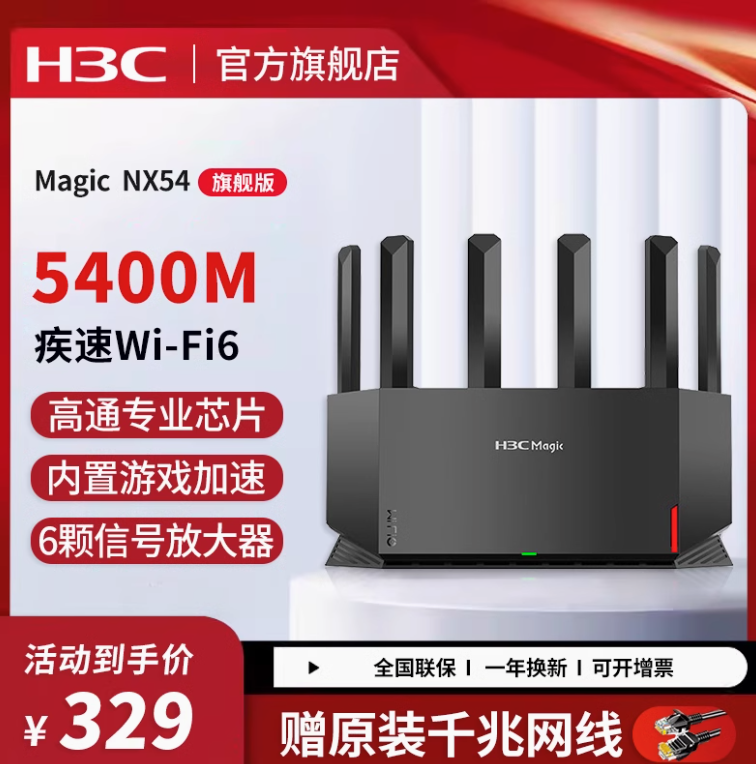 H3C | 官方旗舰店
Magic NX54 旗舰版
5400M
疾速Wi-Fi6
高通专业芯片
内置游戏加速
6颗信号放大器
H3C Magic
WiFi6
活动到手价
¥329
全国联保 I 一年换新 I 可开增票
赠原装千兆网线